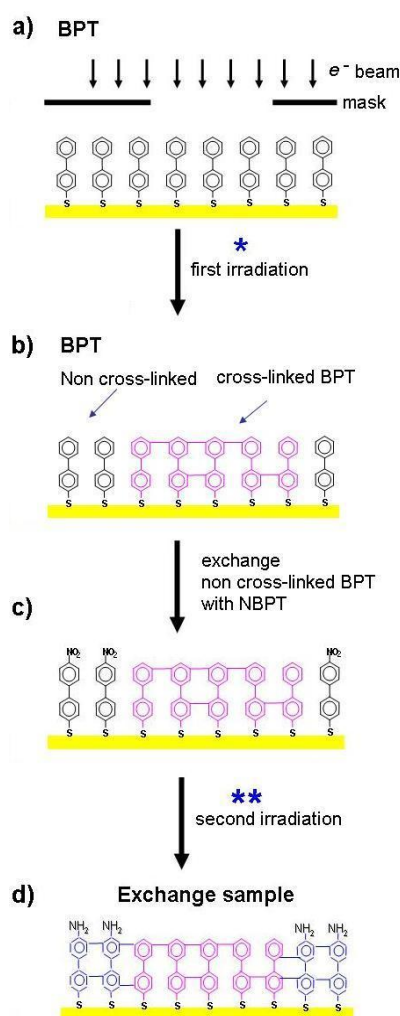 a) BPT
e⁻ beam
mask
S S S S S S S S
*
first irradiation
b) BPT
Non cross-linked
cross-linked BPT
S S S S S S S S
exchange
non cross-linked BPT
with NBPT
c)
NO₂ NO₂ NO₂
S S S S S S S S
**
second irradiation
d) Exchange sample
NH₂ NH₂ NH₂ NH₂
S S S S S S S S S